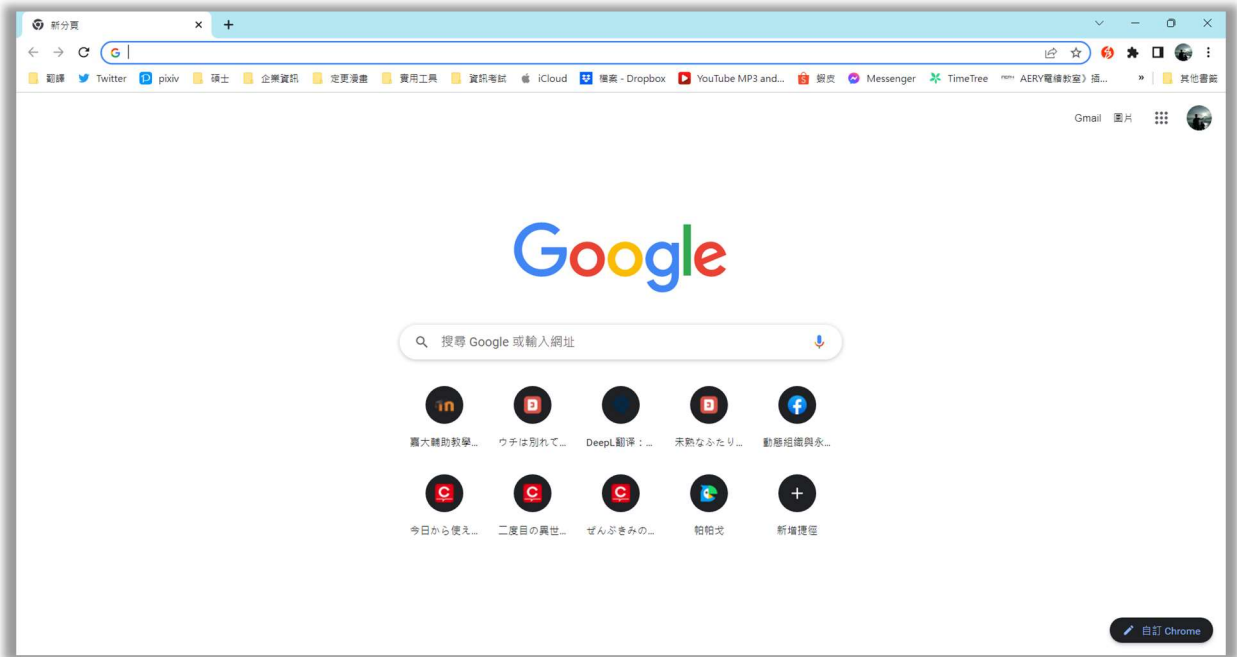 新分頁
翻譯 Twitter pixiv 碩士 企業資訊 定更漫畫 實用工具 資訊考試 iCloud 檔案 - Dropbox YouTube MP3 and... 蝦皮 Messenger TimeTree AERY電繪教室》插... » 其他書籤
Gmail 圖片
Google
搜尋 Google 或輸入網址
嘉大輔助教學... ウチは別れて... DeepL翻译：... 未熟なふたり... 動態組織與永...
今日から使え... 二度目の異世... ぜんぶきみの... 帕帕戈 新增捷徑
自訂 Chrome